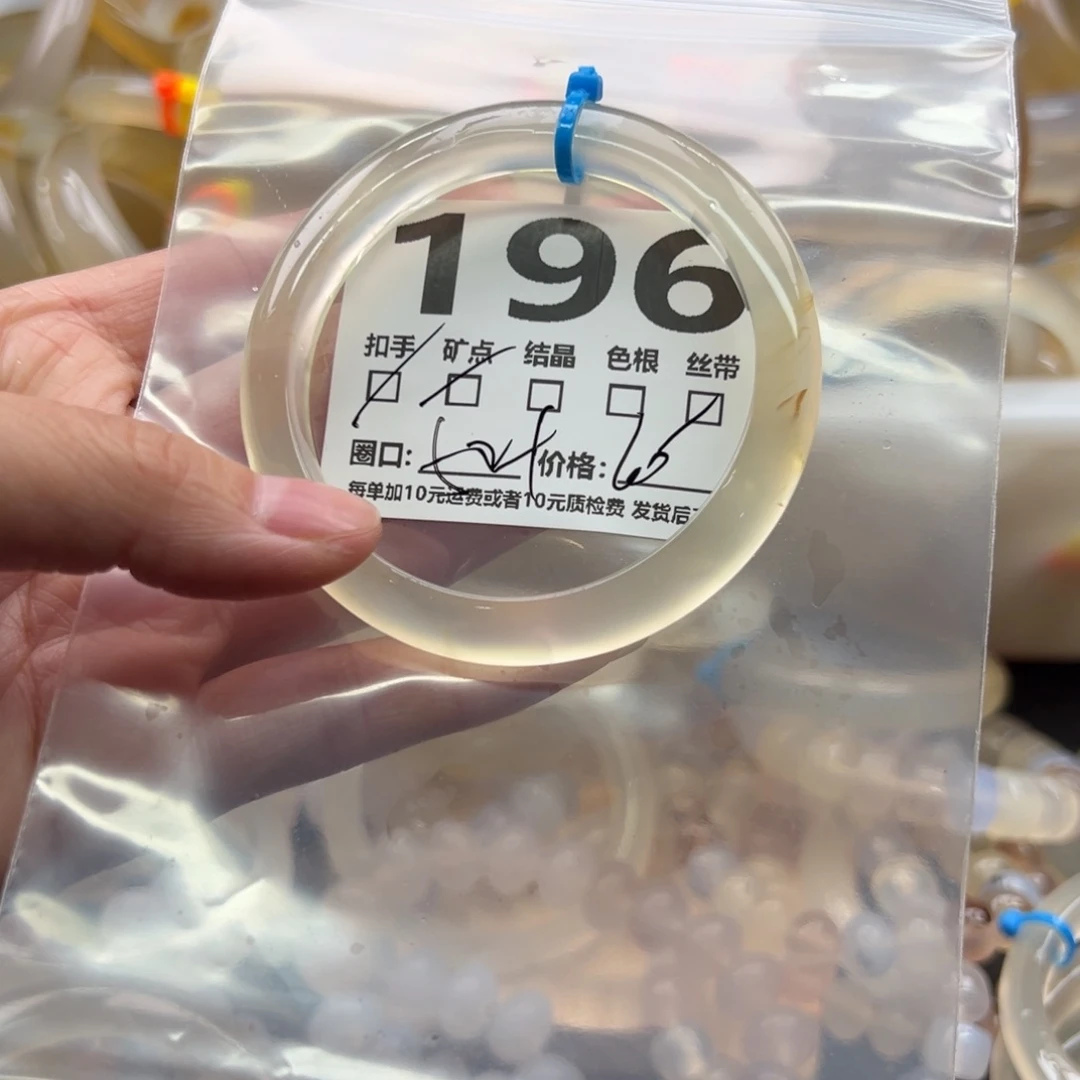 196
扣手 矿点 结晶 色根 丝带
圈口: 价格:
每单加10元运费或者10元质检费 发货后